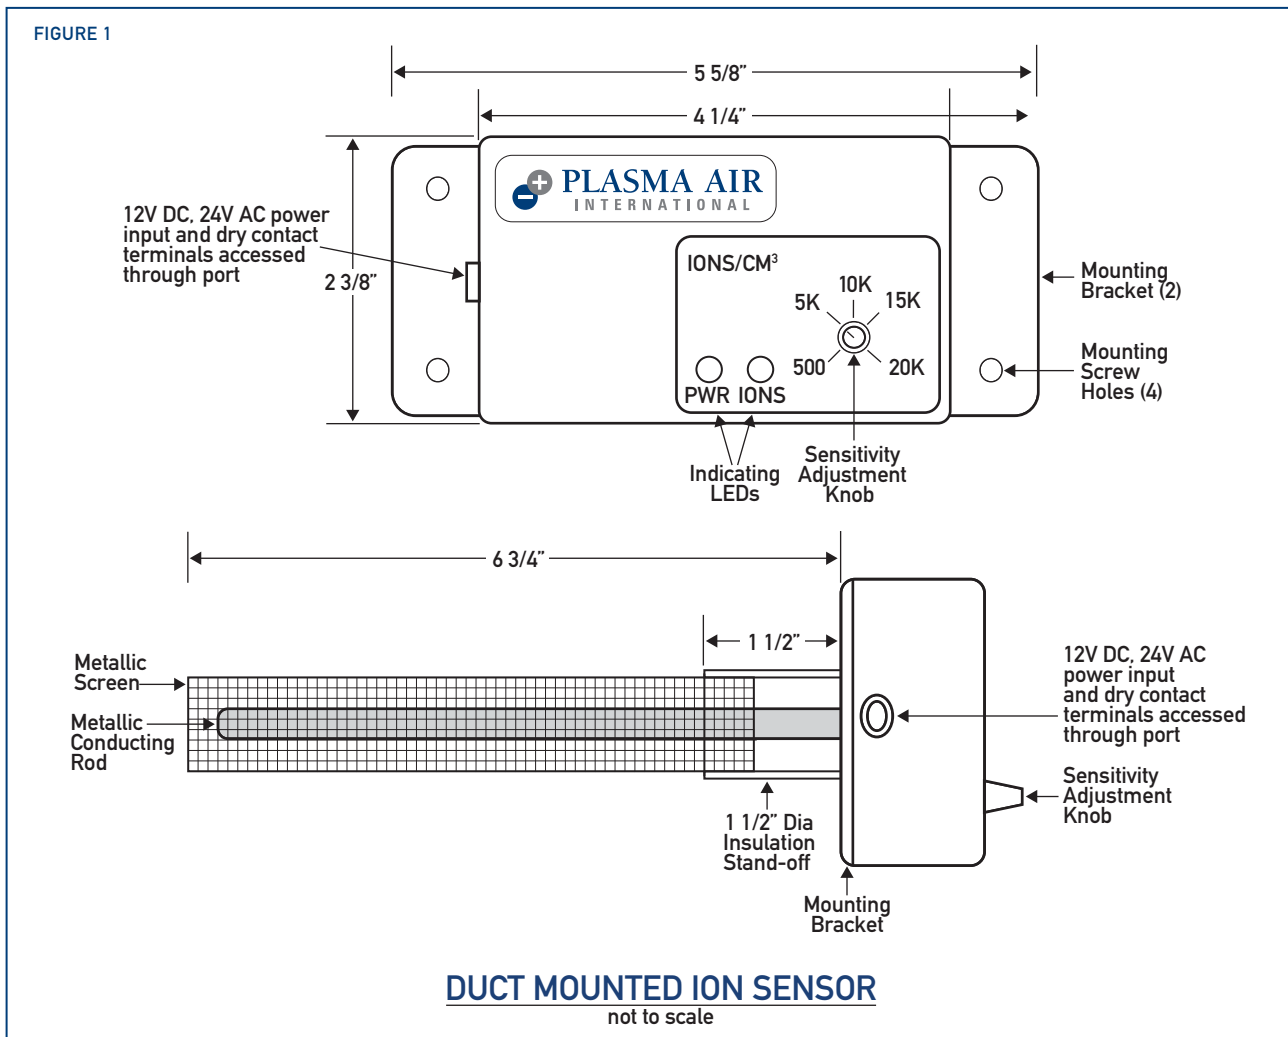 FIGURE 1
5 5/8”
4 1/4”
PLASMA AIR
INTERNATIONAL
12V DC, 24V AC power
input and dry contact
terminals accessed
through port
2 3/8”
IONS/CM³
10K
5K
15K
500
20K
PWR IONS
Mounting
Bracket (2)
Mounting
Screw
Holes (4)
Indicating
LEDs
Sensitivity
Adjustment
Knob
6 3/4”
1 1/2”
Metallic
Screen
Metallic
Conducting
Rod
12V DC, 24V AC
power input
and dry contact
terminals accessed
through port
Sensitivity
Adjustment
Knob
1 1/2” Dia
Insulation
Stand-off
Mounting
Bracket
DUCT MOUNTED ION SENSOR
not to scale